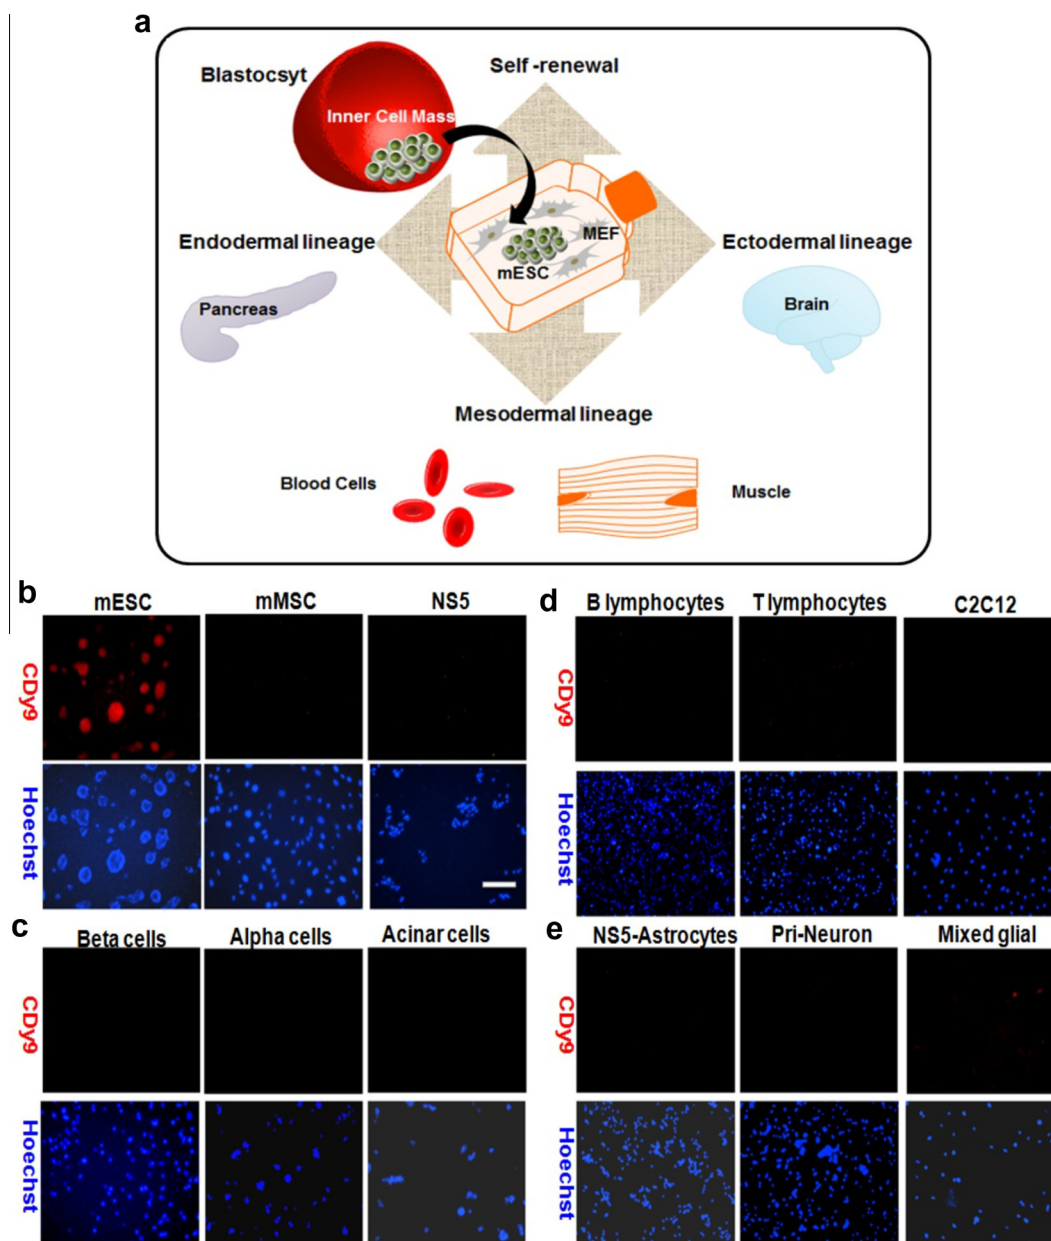 a
Blastocsyt
Self -renewal
Inner Cell Mass
MEF
mESC
Endodermal lineage
Ectodermal lineage
Pancreas
Brain
Mesodermal lineage
Blood Cells
Muscle
b
mESC
mMSC
NS5
CDy9
Hoechst
c
Beta cells
Alpha cells
Acinar cells
CDy9
Hoechst
d
B lymphocytes
T lymphocytes
C2C12
CDy9
Hoechst
e
NS5-Astrocytes
Pri-Neuron
Mixed glial
CDy9
Hoechst